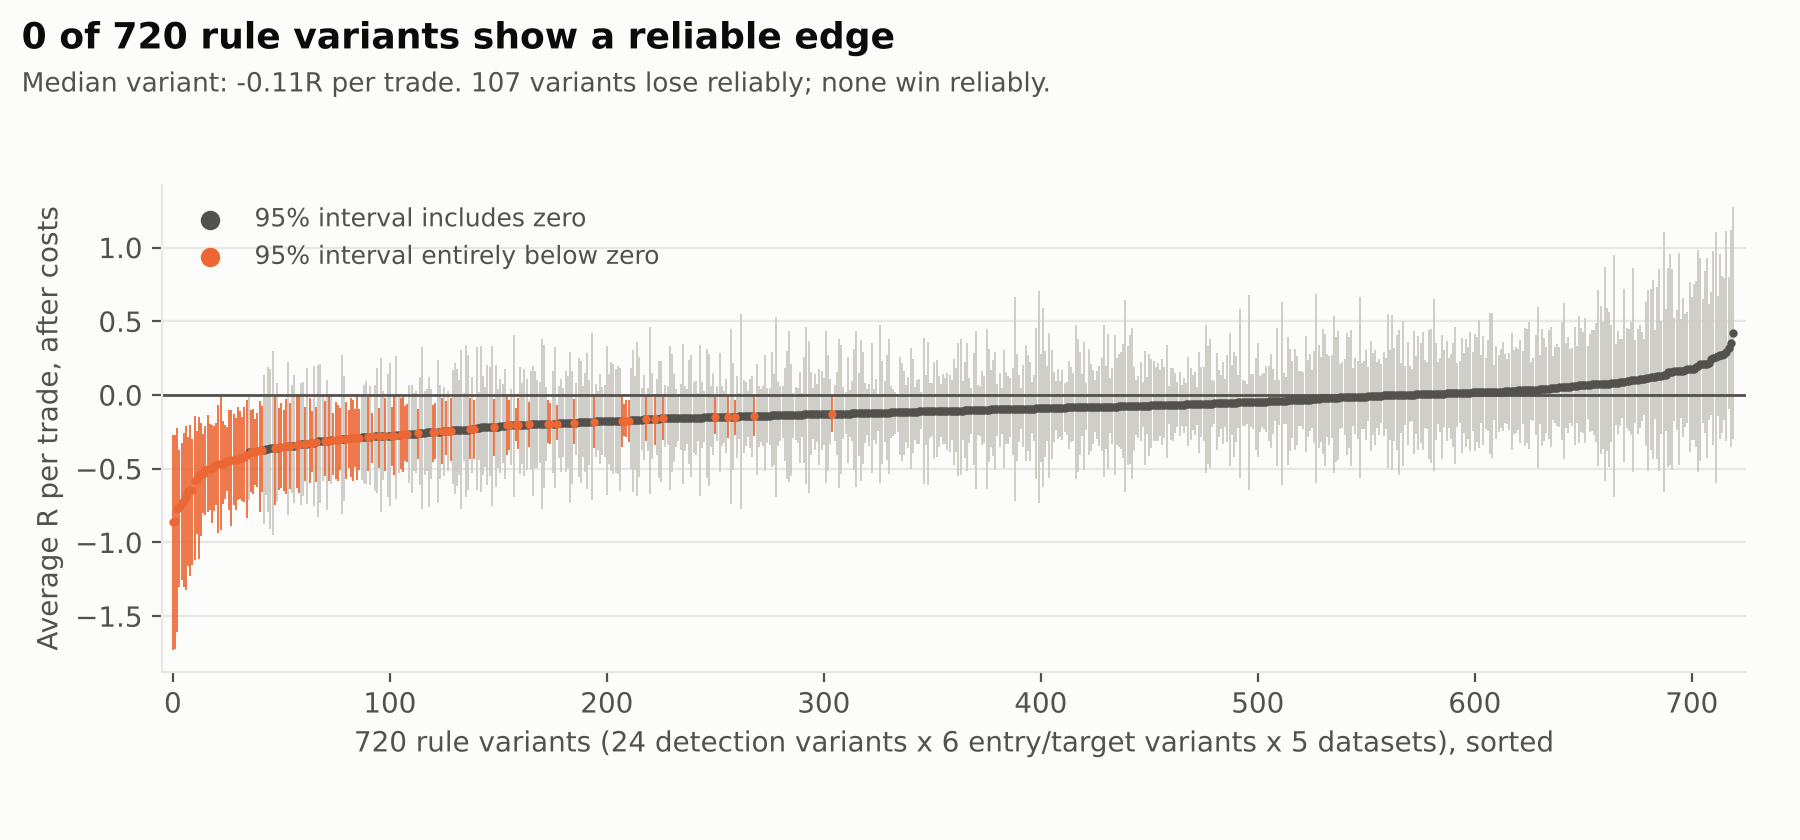 0 of 720 rule variants show a reliable edge
Median variant: -0.11R per trade. 107 variants lose reliably; none win reliably.
95% interval includes zero
95% interval entirely below zero
Average R per trade, after costs
1.0
0.5
0.0
−0.5
−1.0
−1.5
0 100 200 300 400 500 600 700
720 rule variants (24 detection variants x 6 entry/target variants x 5 datasets), sorted